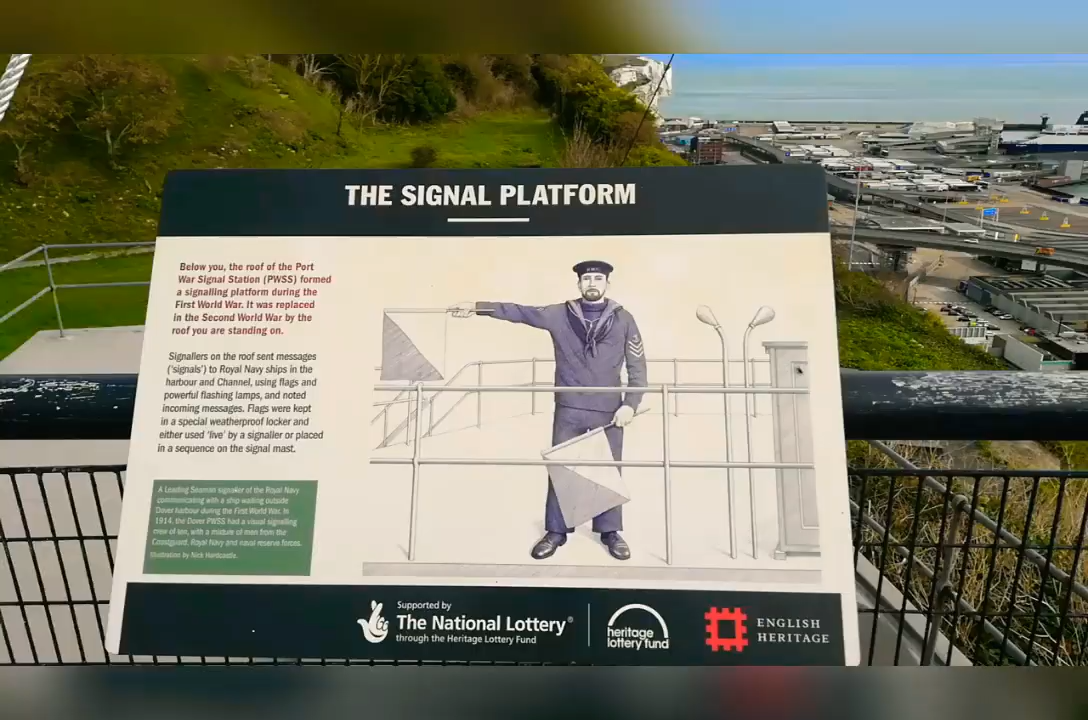 THE SIGNAL PLATFORM
Below you, the roof of the Port
War Signal Station (PWSS) formed
a signalling platform during the
First World War. It was replaced
in the Second World War by the
roof you are standing on.
Signallers on the roof sent messages
('signals') to Royal Navy ships in the
harbour and Channel, using flags and
powerful flashing lamps, and noted
incoming messages. Flags were kept
in a special weatherproof locker and
either used 'live' by a signaller or placed
in a sequence on the signal mast.
A Leading Seaman signaller of the Royal Navy
communicating with a ship waiting outside
Dover harbour during the First World War. In
1914, the Dover PWSS had a visual signalling
crew of ten, with a mixture of men from the
Coastguard, Royal Navy and naval reserve forces.
Illustration by Nick Hardcastle.
Supported by
The National Lottery®
through the Heritage Lottery Fund
heritage
lottery fund
ENGLISH
HERITAGE